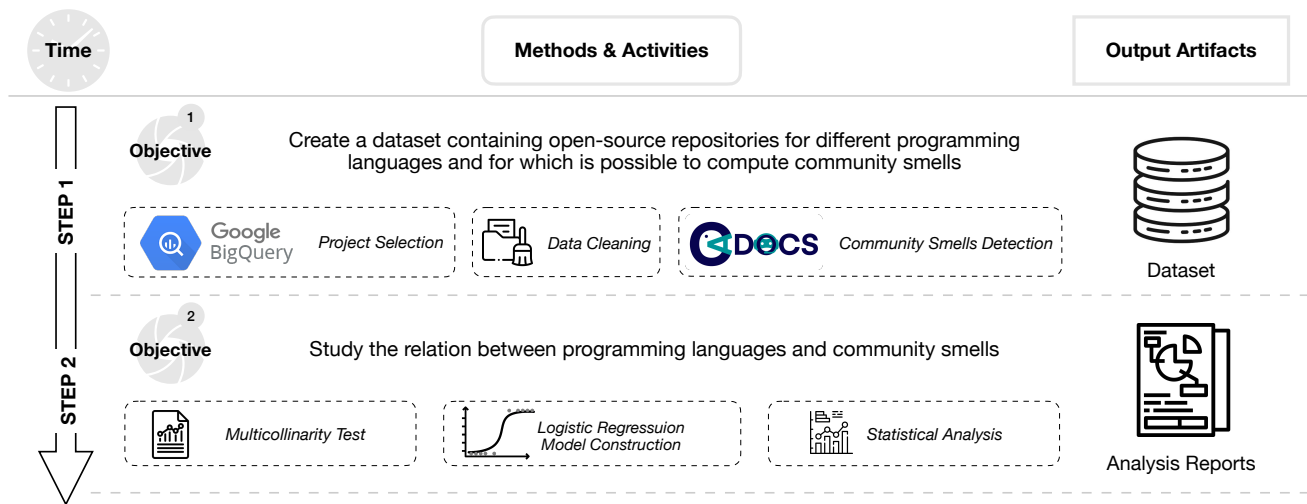 Time
Methods & Activities
Output Artifacts
STEP 1
1
Objective
Create a dataset containing open-source repositories for different programming
languages and for which is possible to compute community smells
Google
BigQuery
Project Selection
Data Cleaning
CADOCS
Community Smells Detection
Dataset
STEP 2
2
Objective
Study the relation between programming languages and community smells
Multicollinarity Test
Logistic Regressuion
Model Construction
Statistical Analysis
Analysis Reports